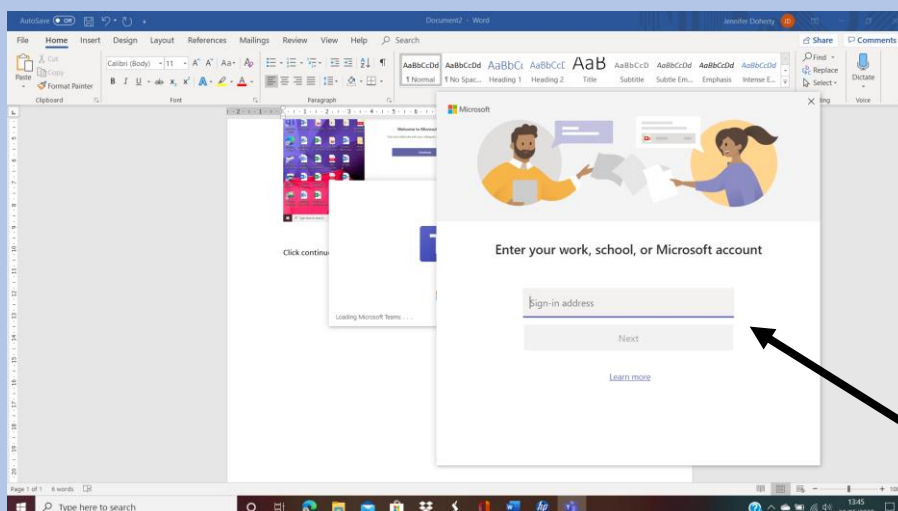 AutoSave Off
Document2 - Word
Jennifer Doherty
JD
File Home Insert Design Layout References Mailings Review View Help Search
Share Comments
Paste
Cut
Copy
Format Painter
Clipboard
Calibri (Body) 11
Font
Paragraph
AaBbCcDd AaBbCcDd AaBbCc AaBbCcC AaB AaBbCcD AaBbCcDd AaBbCcDd AaBbCcDd
¶ Normal ¶ No Spac... Heading 1 Heading 2 Title Subtitle Subtle Em... Emphasis Intense E...
Find
Replace
Select
Dictate
Voice
Click continu
Loading Microsoft Teams . . .
Microsoft
Enter your work, school, or Microsoft account
Sign-in address
Next
Learn more
Page 1 of 1 6 words
Type here to search
13:45